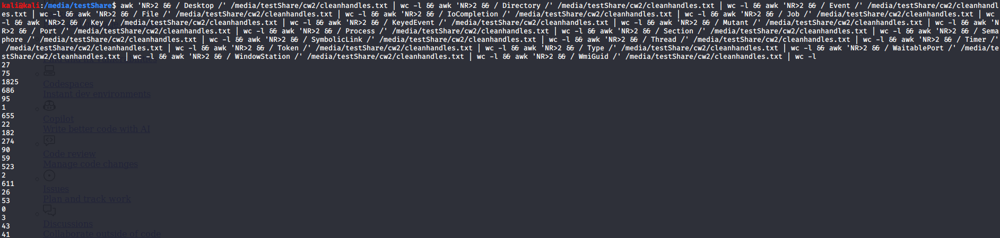 kali@kali:/media/testShare$ awk 'NR>2 && / Desktop /' /media/testShare/cw2/cleanhandles.txt | wc -l && awk 'NR>2 && / Directory /' /media/testShare/cw2/cleanhandles.txt | wc -l && awk 'NR>2 && / Event /' /media/testShare/cw2/cleanhandl
es.txt | wc -l && awk 'NR>2 && / File /' /media/testShare/cw2/cleanhandles.txt | wc -l && awk 'NR>2 && / IoCompletion /' /media/testShare/cw2/cleanhandles.txt | wc -l && awk 'NR>2 && / Job /' /media/testShare/cw2/cleanhandles.txt | wc
-l && awk 'NR>2 && / Key /' /media/testShare/cw2/cleanhandles.txt | wc -l && awk 'NR>2 && / KeyedEvent /' /media/testShare/cw2/cleanhandles.txt | wc -l && awk 'NR>2 && / Mutant /' /media/testShare/cw2/cleanhandles.txt | wc -l && awk 'N
R>2 && / Port /' /media/testShare/cw2/cleanhandles.txt | wc -l && awk 'NR>2 && / Process /' /media/testShare/cw2/cleanhandles.txt | wc -l && awk 'NR>2 && / Section /' /media/testShare/cw2/cleanhandles.txt | wc -l && awk 'NR>2 && / Sema
phore /' /media/testShare/cw2/cleanhandles.txt | wc -l && awk 'NR>2 && / SymbolicLink /' /media/testShare/cw2/cleanhandles.txt | wc -l && awk 'NR>2 && / Thread /' /media/testShare/cw2/cleanhandles.txt | wc -l && awk 'NR>2 && / Timer /'
/media/testShare/cw2/cleanhandles.txt | wc -l && awk 'NR>2 && / Token /' /media/testShare/cw2/cleanhandles.txt | wc -l && awk 'NR>2 && / Type /' /media/testShare/cw2/cleanhandles.txt | wc -l && awk 'NR>2 && / WaitablePort /' /media/te
stShare/cw2/cleanhandles.txt | wc -l && awk 'NR>2 && / WindowStation /' /media/testShare/cw2/cleanhandles.txt | wc -l && awk 'NR>2 && / WmiGuid /' /media/testShare/cw2/cleanhandles.txt | wc -l
27
75
1825
Codespaces
686
Instant dev environments
95
1
655
Copilot
22
182
Write better code with AI
274
90
Code review
59
523
Manage code changes
2
611
Issues
26
53
Plan and track work
0
3
43
Discussions
41
Collaborate outside of code